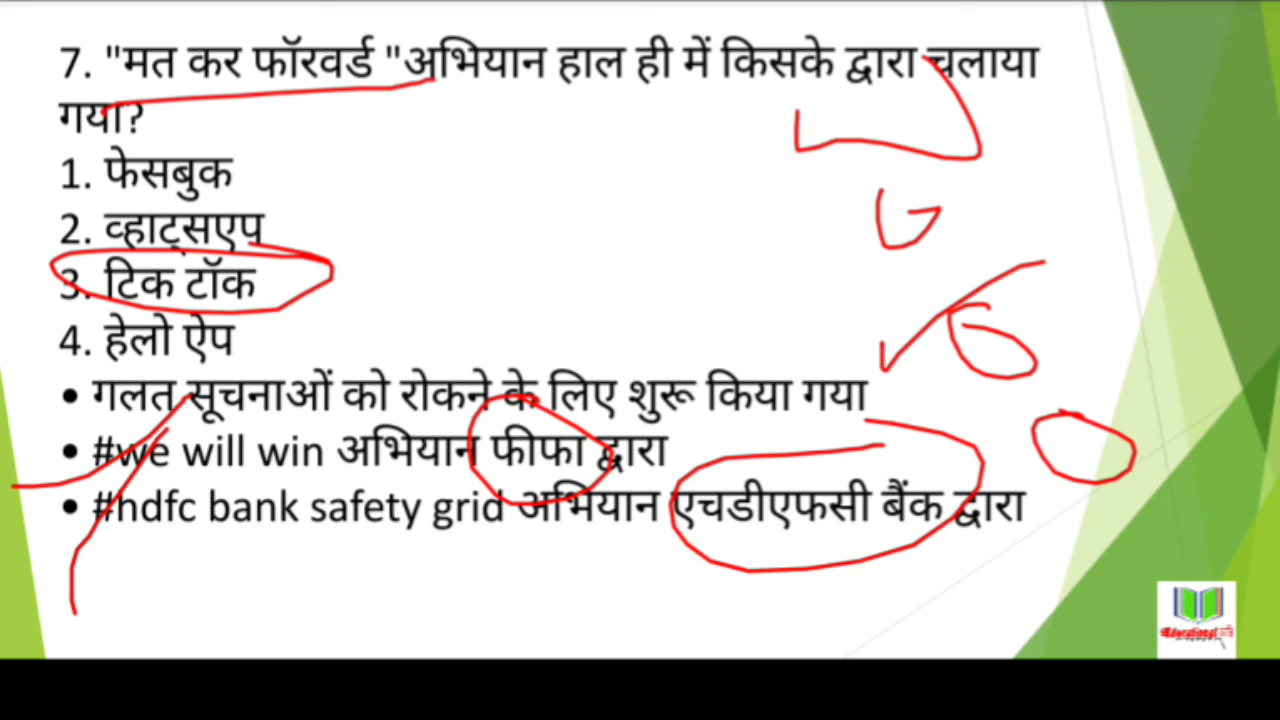 7. "मत कर फॉरवर्ड "अभियान हाल ही में किसके द्वारा चलाया
गया?
1. फेसबुक
2. व्हाट्सएप
3. टिक टॉक
4. हेलो ऐप
• गलत सूचनाओं को रोकने के लिए शुरू किया गया
• #we will win अभियान फीफा द्वारा
• #hdfc bank safety grid अभियान एचडीएफसी बैंक द्वारा
Educational